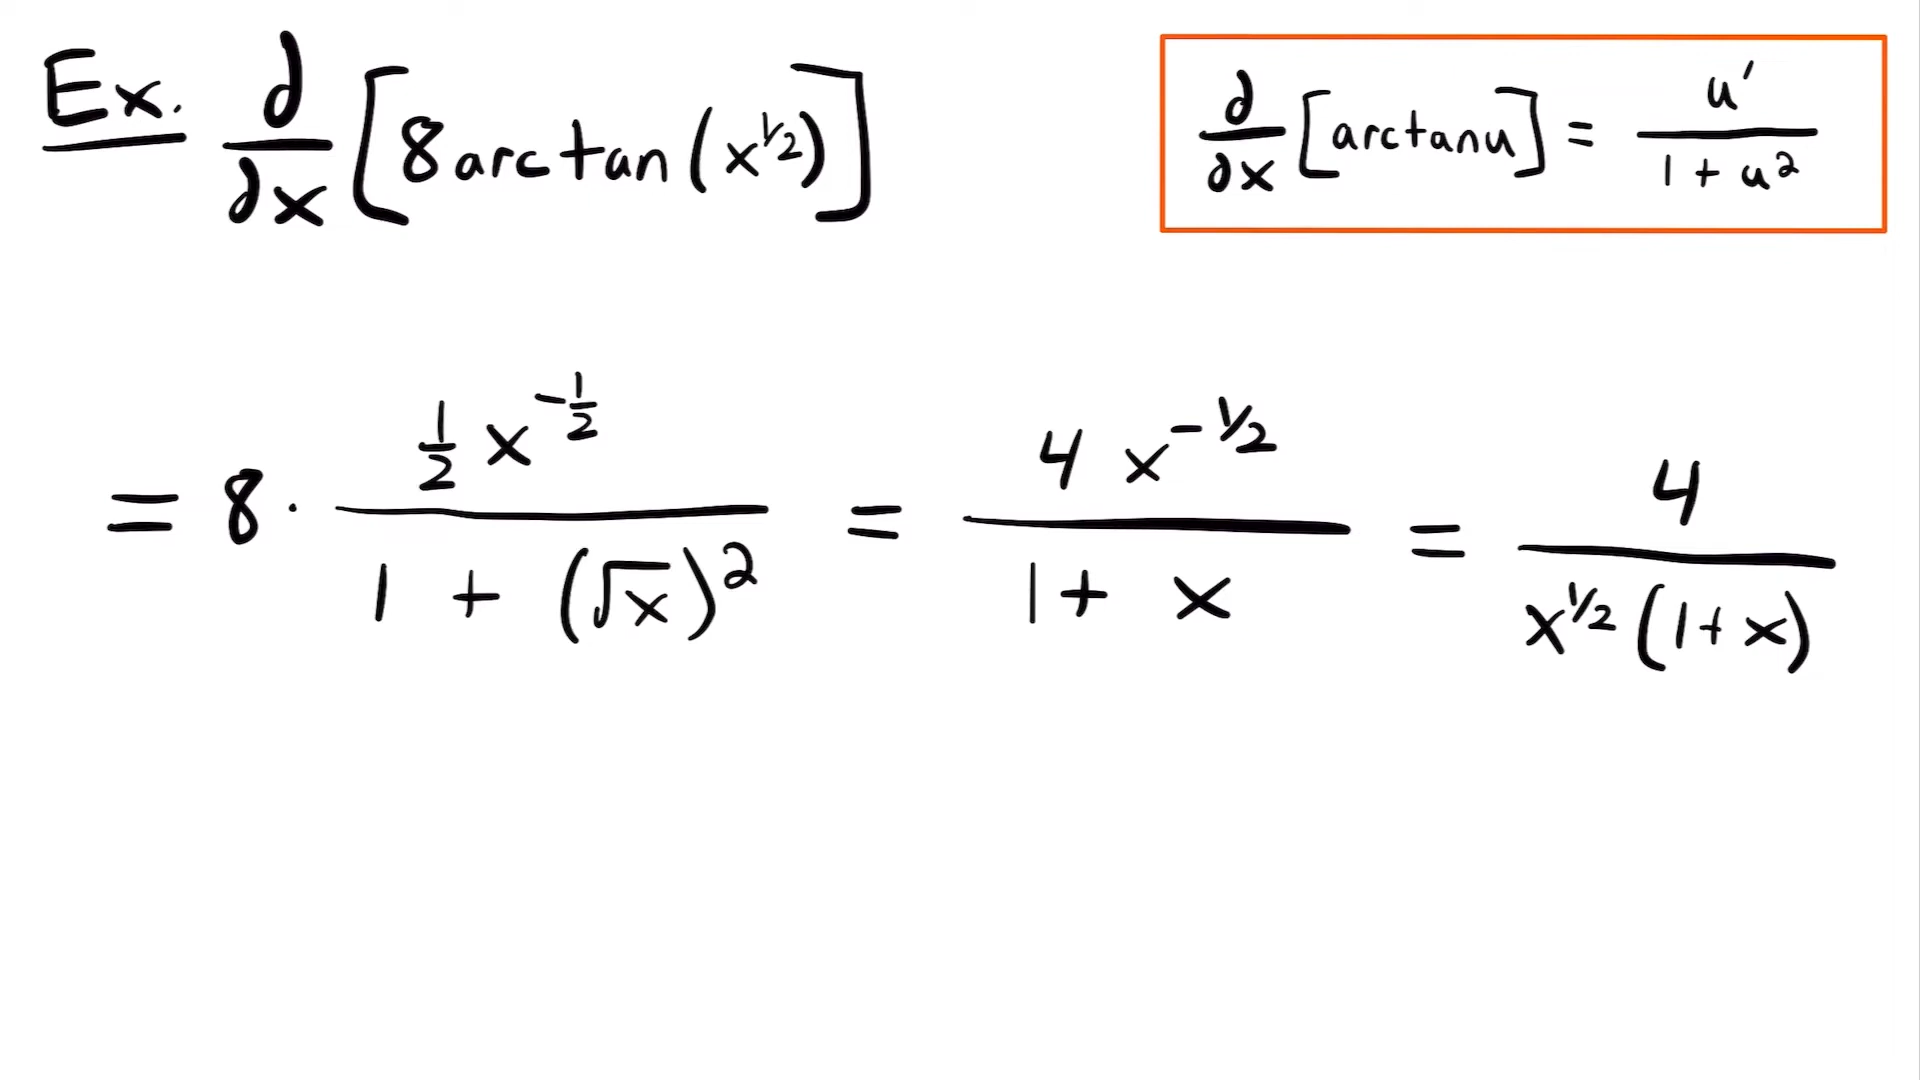 Ex. d/dx [8 arctan(x^{1/2})]
d/dx [arctan u] = u' / (1 + u^2)
= 8 · (1/2 x^{-1/2}) / (1 + (√x)^2) = (4 x^{-1/2}) / (1 + x) = 4 / (x^{1/2} (1 + x))